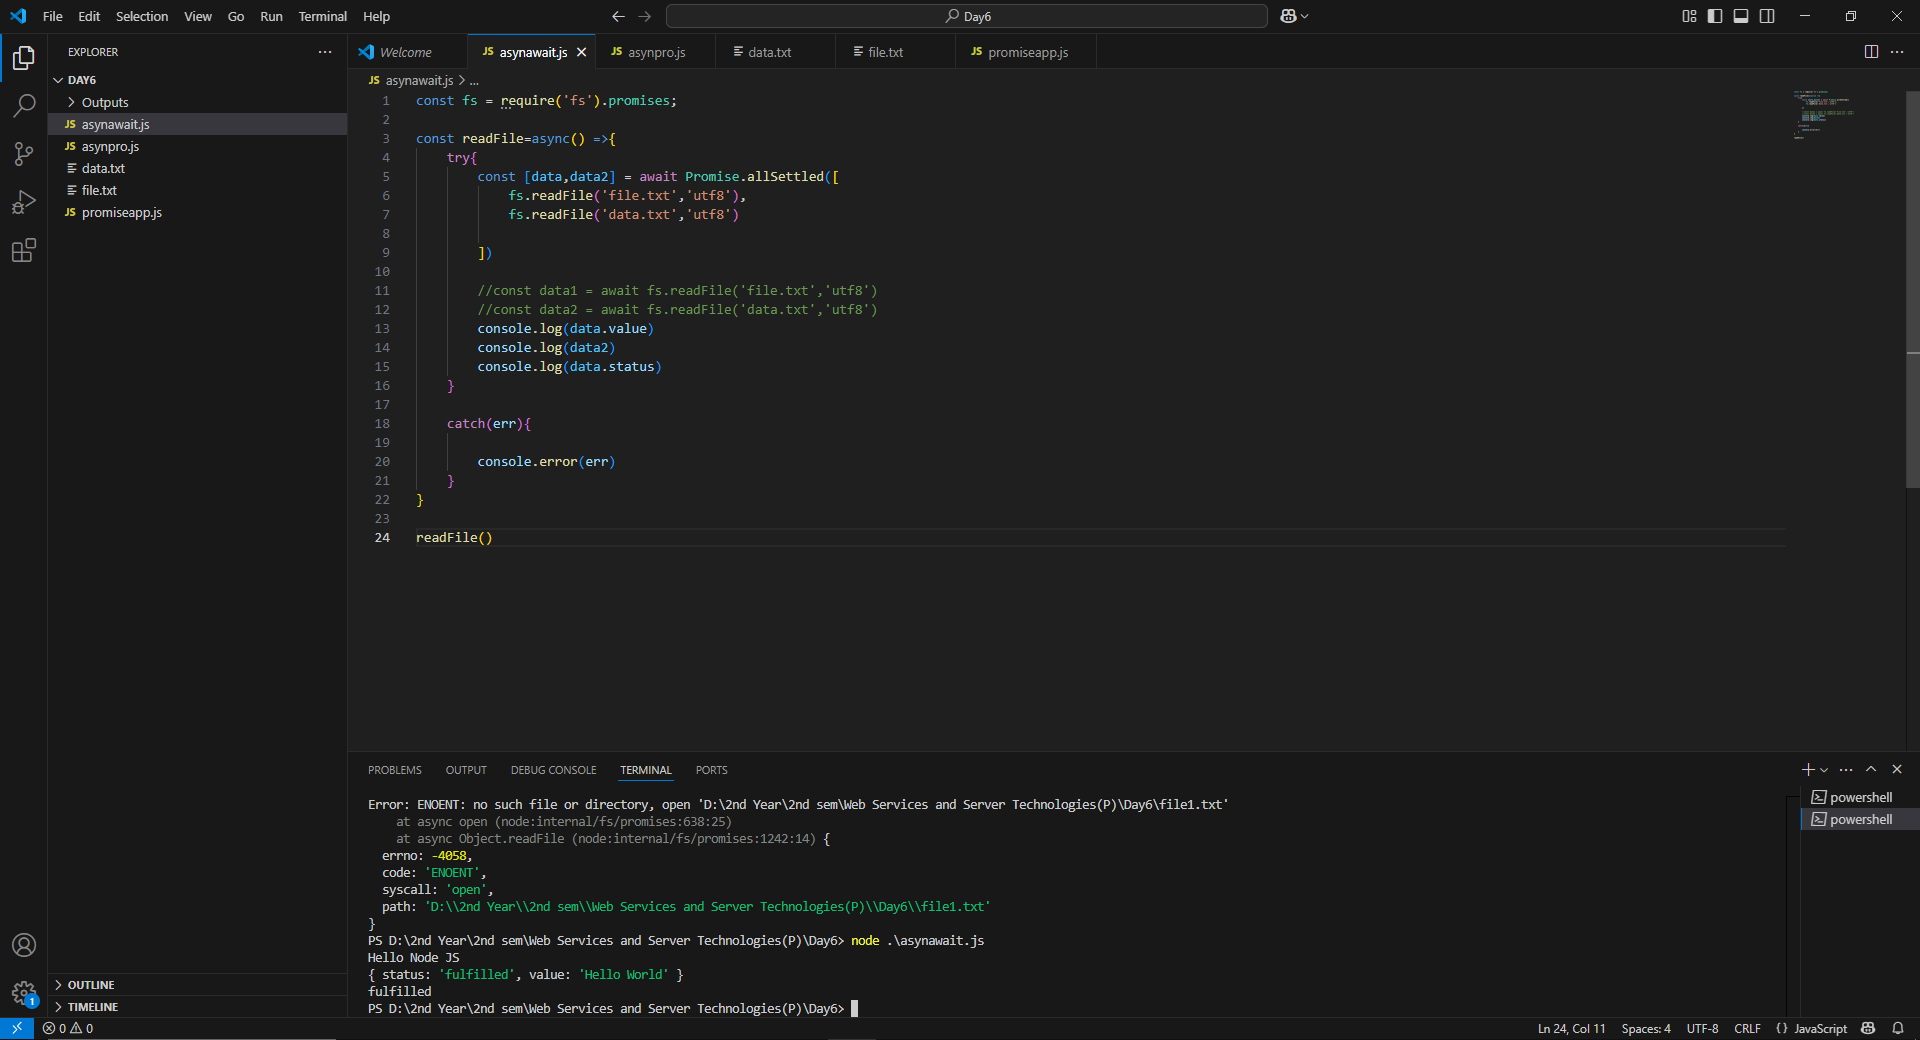 File Edit Selection View Go Run Terminal Help
Day6
EXPLORER
DAY6
Outputs
JS asynawait.js
JS asynpro.js
data.txt
file.txt
JS promiseapp.js
OUTLINE
TIMELINE
1
Welcome
JS asynawait.js
JS asynpro.js
data.txt
file.txt
JS promiseapp.js
JS asynawait.js > ...
1 const fs = require('fs').promises;
2
3 const readFile=async() =>{
4 try{
5 const [data,data2] = await Promise.allSettled([
6 fs.readFile('file.txt','utf8'),
7 fs.readFile('data.txt','utf8')
8
9 ])
10
11 //const data1 = await fs.readFile('file.txt','utf8')
12 //const data2 = await fs.readFile('data.txt','utf8')
13 console.log(data.value)
14 console.log(data2)
15 console.log(data.status)
16 }
17
18 catch(err){
19
20 console.error(err)
21 }
22 }
23
24 readFile()
PROBLEMS OUTPUT DEBUG CONSOLE TERMINAL PORTS
Error: ENOENT: no such file or directory, open 'D:\2nd Year\2nd sem\Web Services and Server Technologies(P)\Day6\file1.txt'
at async open (node:internal/fs/promises:638:25)
at async Object.readFile (node:internal/fs/promises:1242:14) {
errno: -4058,
code: 'ENOENT',
syscall: 'open',
path: 'D:\\2nd Year\\2nd sem\\Web Services and Server Technologies(P)\\Day6\\file1.txt'
}
PS D:\2nd Year\2nd sem\Web Services and Server Technologies(P)\Day6> node .\asynawait.js
Hello Node JS
{ status: 'fulfilled', value: 'Hello World' }
fulfilled
PS D:\2nd Year\2nd sem\Web Services and Server Technologies(P)\Day6>
powershell
powershell
0 0
Ln 24, Col 11 Spaces: 4 UTF-8 CRLF {} JavaScript